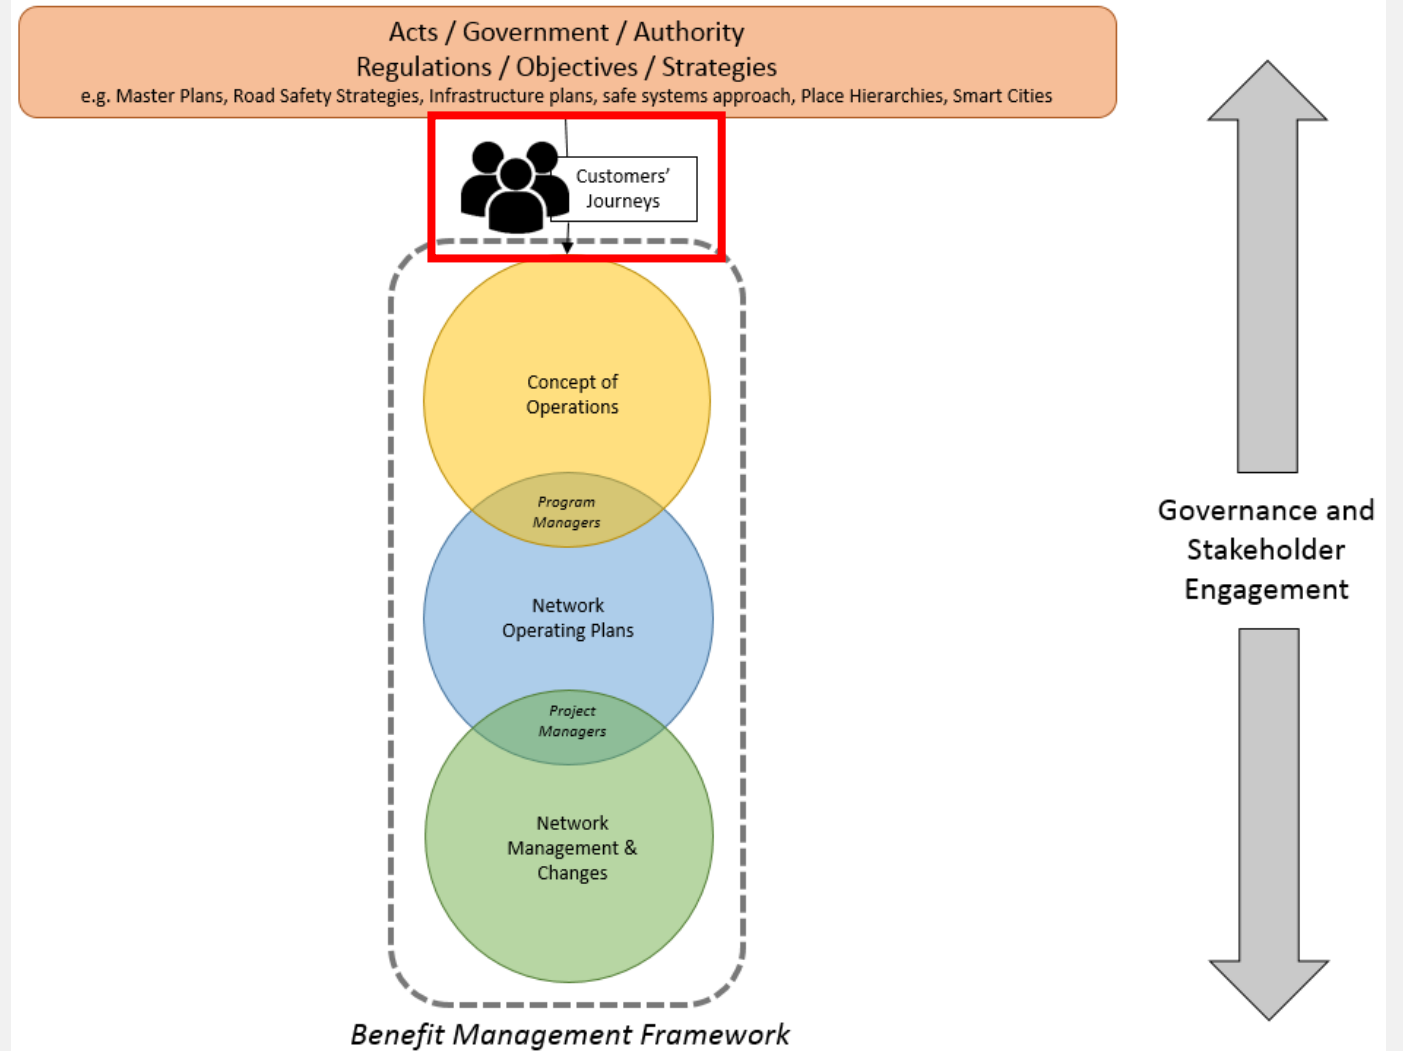 Acts / Government / Authority
Regulations / Objectives / Strategies
e.g. Master Plans, Road Safety Strategies, Infrastructure plans, safe systems approach, Place Hierarchies, Smart Cities
Customers’
Journeys
Concept of
Operations
Program
Managers
Network
Operating Plans
Project
Managers
Network
Management &
Changes
Benefit Management Framework
Governance and
Stakeholder
Engagement